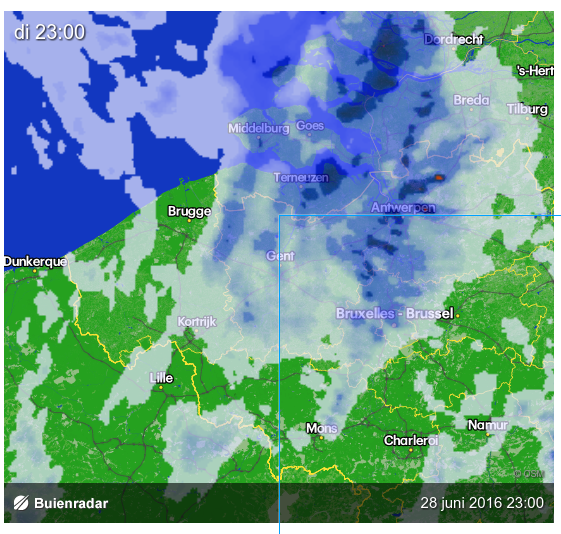 di 23:00
Dordrecht
's-Hert
Breda
Tilburg
Middelburg
Goes
Terneuzen
Brugge
Antwerpen
Gent
Dunkerque
Bruxelles - Brussel
Kortrijk
Lille
Mons
Namur
Charleroi
© OSM
Buienradar
28 juni 2016 23:00